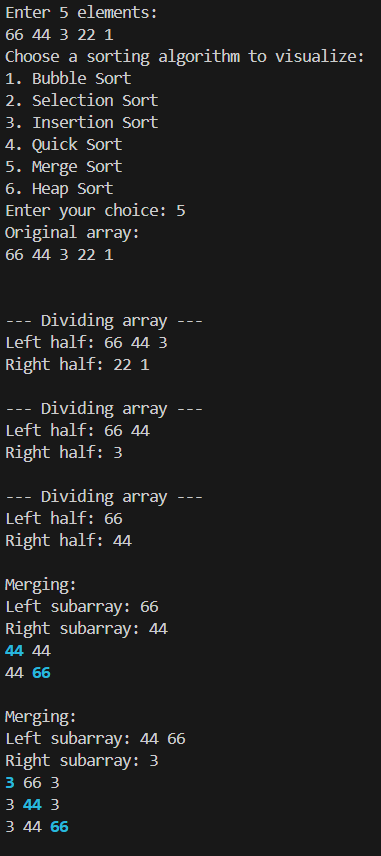 Enter 5 elements:
66 44 3 22 1
Choose a sorting algorithm to visualize:
1. Bubble Sort
2. Selection Sort
3. Insertion Sort
4. Quick Sort
5. Merge Sort
6. Heap Sort
Enter your choice: 5
Original array:
66 44 3 22 1
--- Dividing array ---
Left half: 66 44 3
Right half: 22 1
--- Dividing array ---
Left half: 66 44
Right half: 3
--- Dividing array ---
Left half: 66
Right half: 44
Merging:
Left subarray: 66
Right subarray: 44
44 44
44 66
Merging:
Left subarray: 44 66
Right subarray: 3
3 66 3
3 44 3
3 44 66